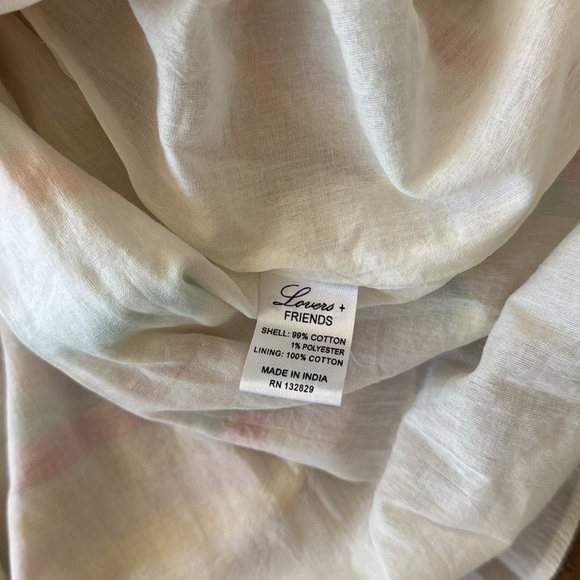 Lovers +
FRIENDS
SHELL: 99% COTTON
1% POLYESTER
LINING: 100% COTTON
MADE IN INDIA
RN 132829